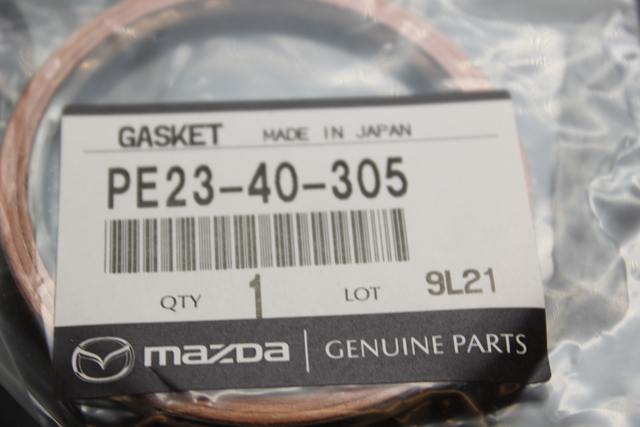 GASKET MADE IN JAPAN
PE23-40-305
QTY 1 LOT 9L21
mazda GENUINE PARTS